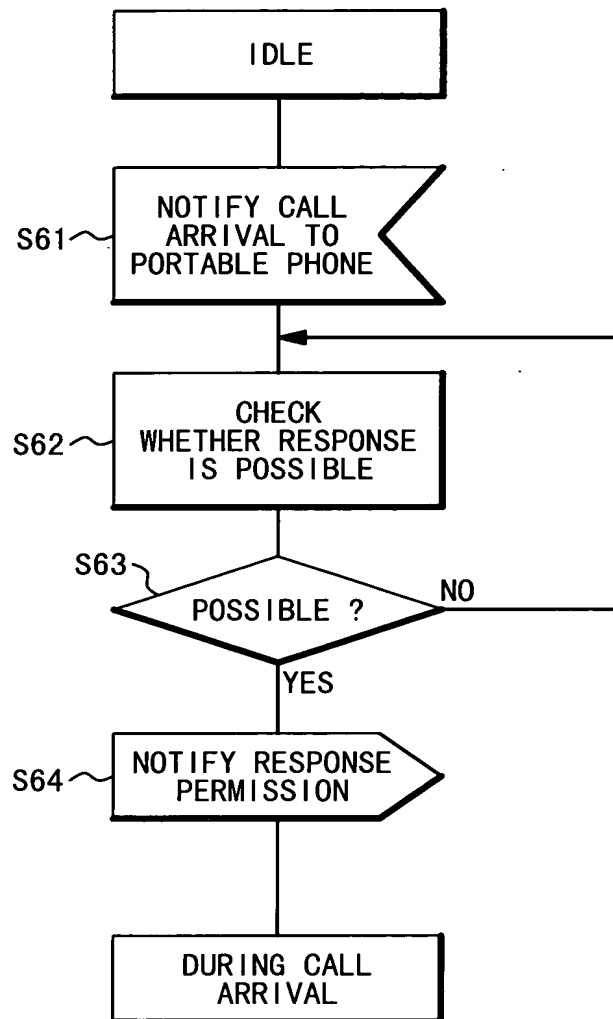 IDLE
NOTIFY CALL
ARRIVAL TO
PORTABLE PHONE
S61
CHECK
WHETHER RESPONSE
IS POSSIBLE
S62
S63
POSSIBLE ?
NO
YES
NOTIFY RESPONSE
PERMISSION
S64
DURING CALL
ARRIVAL